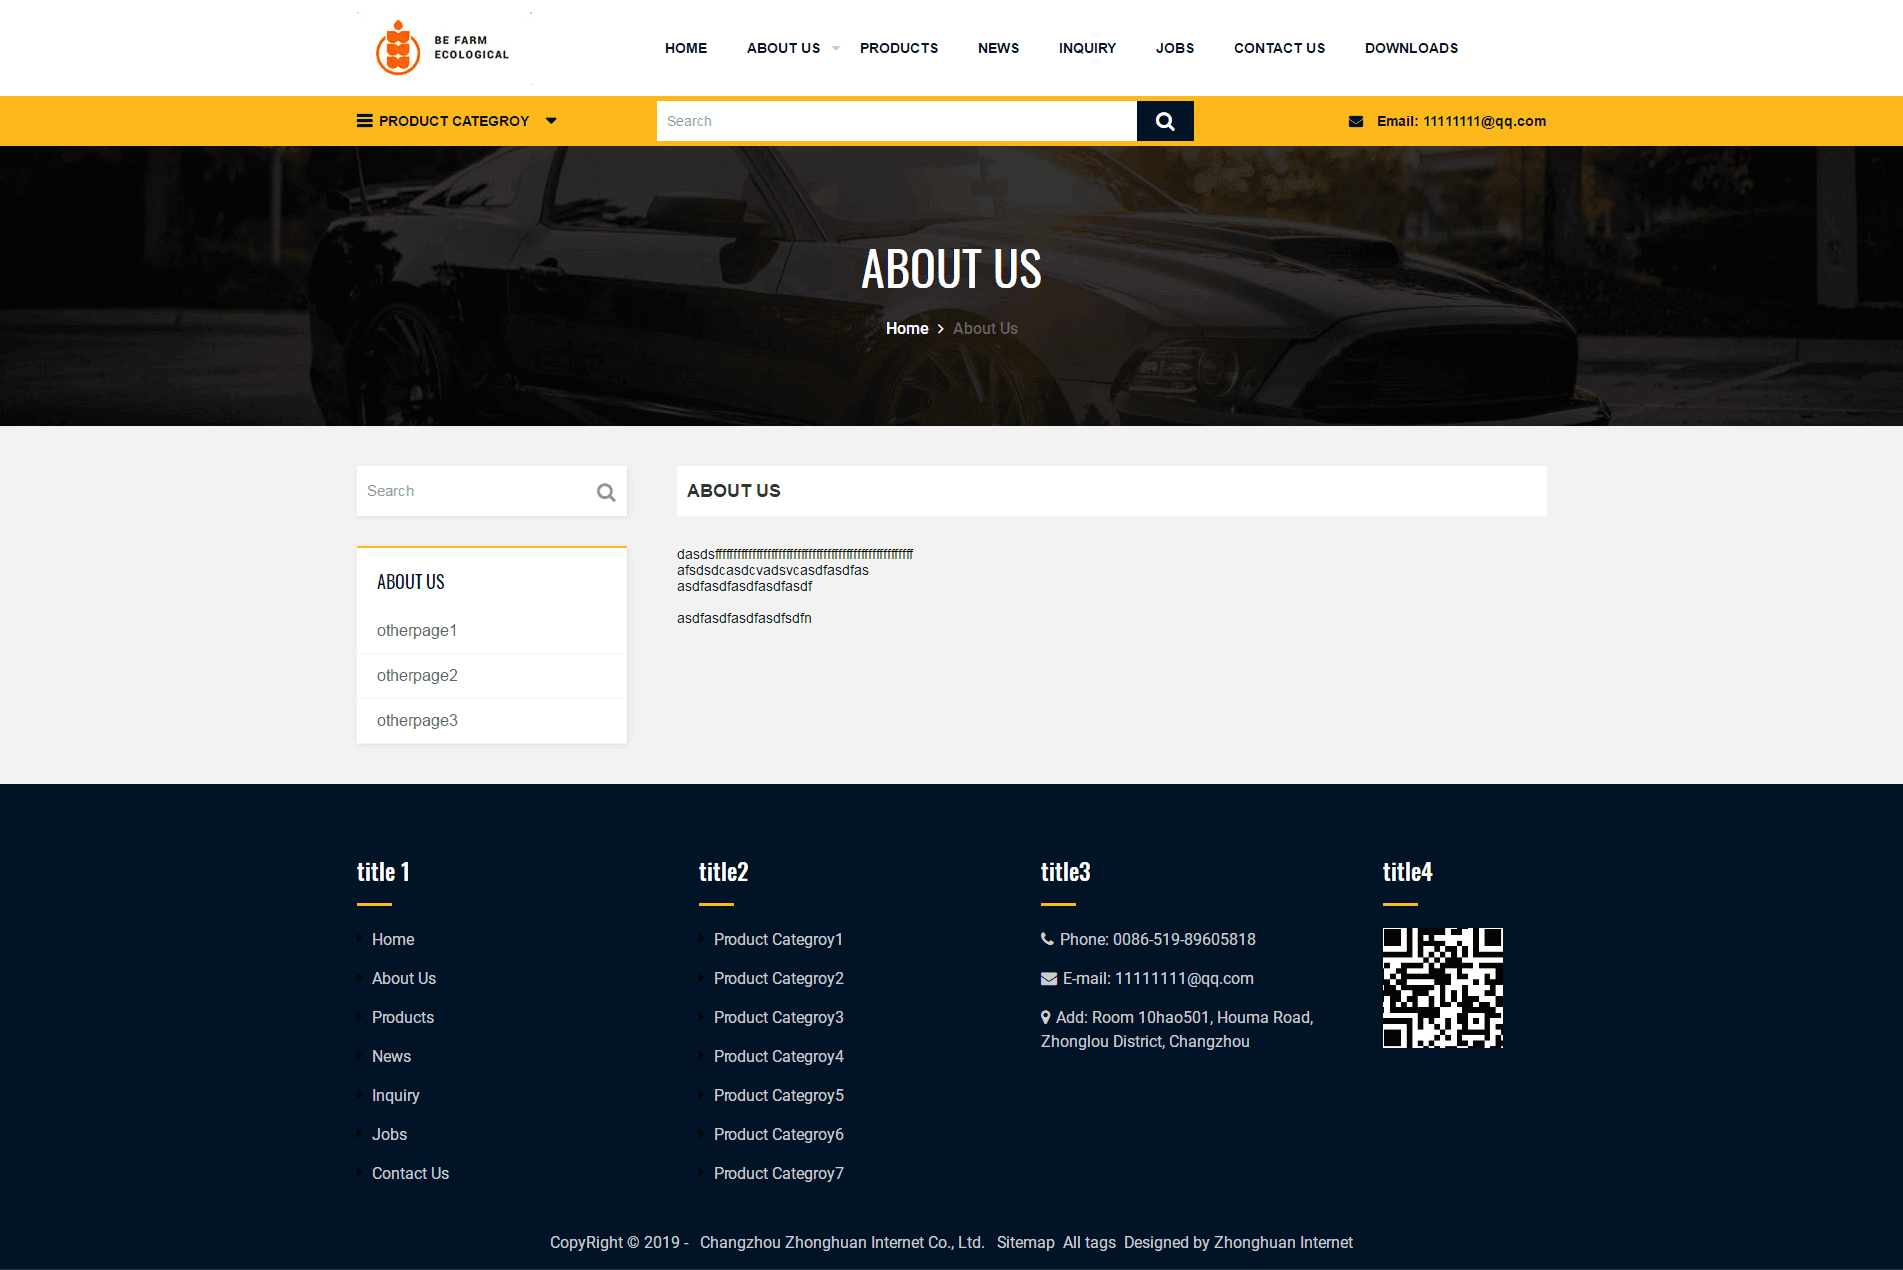 BE FARM
ECOLOGICAL
HOME ABOUT US PRODUCTS NEWS INQUIRY JOBS CONTACT US DOWNLOADS
PRODUCT CATEGROY Search Email: 11111111@qq.com
ABOUT US
Home About Us
Search
ABOUT US
otherpage1
otherpage2
otherpage3
ABOUT US
afsdsdcasdcvadsvcasdfasdfas
asdfasdfasdfasdfasdf
asdfasdfasdfasdfsdfn
title 1
Home
About Us
Products
News
Inquiry
Jobs
Contact Us
title2
Product Categroy1
Product Categroy2
Product Categroy3
Product Categroy4
Product Categroy5
Product Categroy6
Product Categroy7
title3
Phone: 0086-519-89605818
E-mail: 11111111@qq.com
Add: Room 10hao501, Houma Road,
Zhonglou District, Changzhou
title4
CopyRight © 2019 - Changzhou Zhonghuan Internet Co., Ltd. Sitemap All tags Designed by Zhonghuan Internet